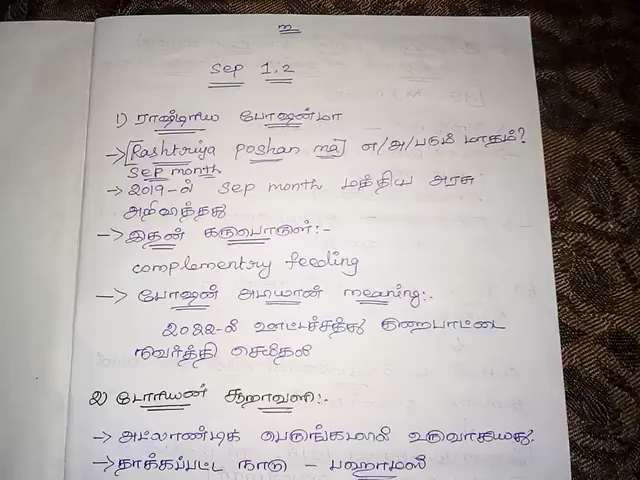 Sep 1,2
1) ராஷ்டிரிய போஷன்மா
→ [Rashtriya poshan ma] எ/அ/படும் மாதம்?
Sep month
→ 2019-ல் Sep month மத்திய அரசு
அறிவித்தது
→ இதன் கருபொருள்:-
complementry feeding
→ போஷன் அபியான் meaning:-
2022-ல் ஊட்டச்சத்து குறைபாட்டை
நிவர்த்தி செய்தல்
2) டோரியன் சூறாவளி:-
→ அட்லாண்டிக் பெருங்கடலில் உருவாகியது.
→ தாக்கப்பட்ட நாடு - பஹாமஸ்